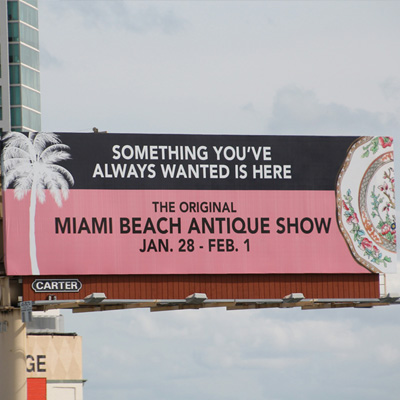 SOMETHING YOU'VE
ALWAYS WANTED IS HERE
THE ORIGINAL
MIAMI BEACH ANTIQUE SHOW
JAN. 28 - FEB. 1
CARTER
11
GE